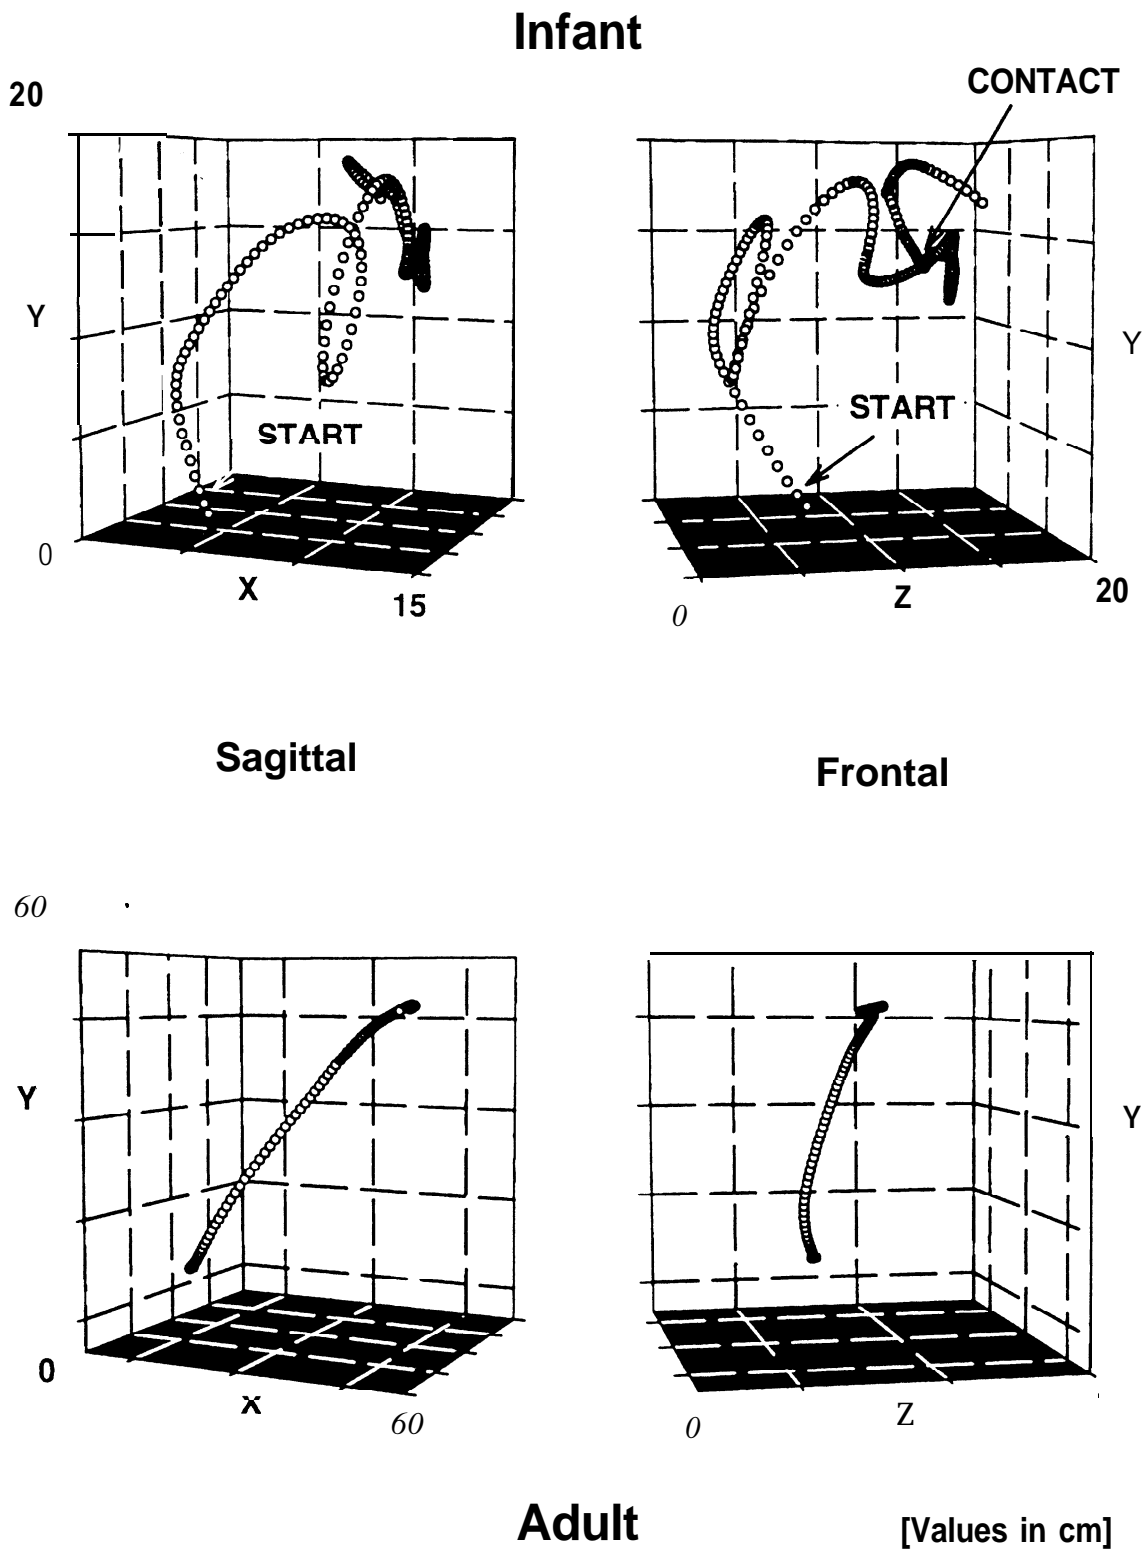 Infant
CONTACT
20
Y
START
0
X
15
Y
START
0
Z
20
Sagittal
Frontal
60
Y
0
X
60
Y
0
Z
Adult
[Values in cm]